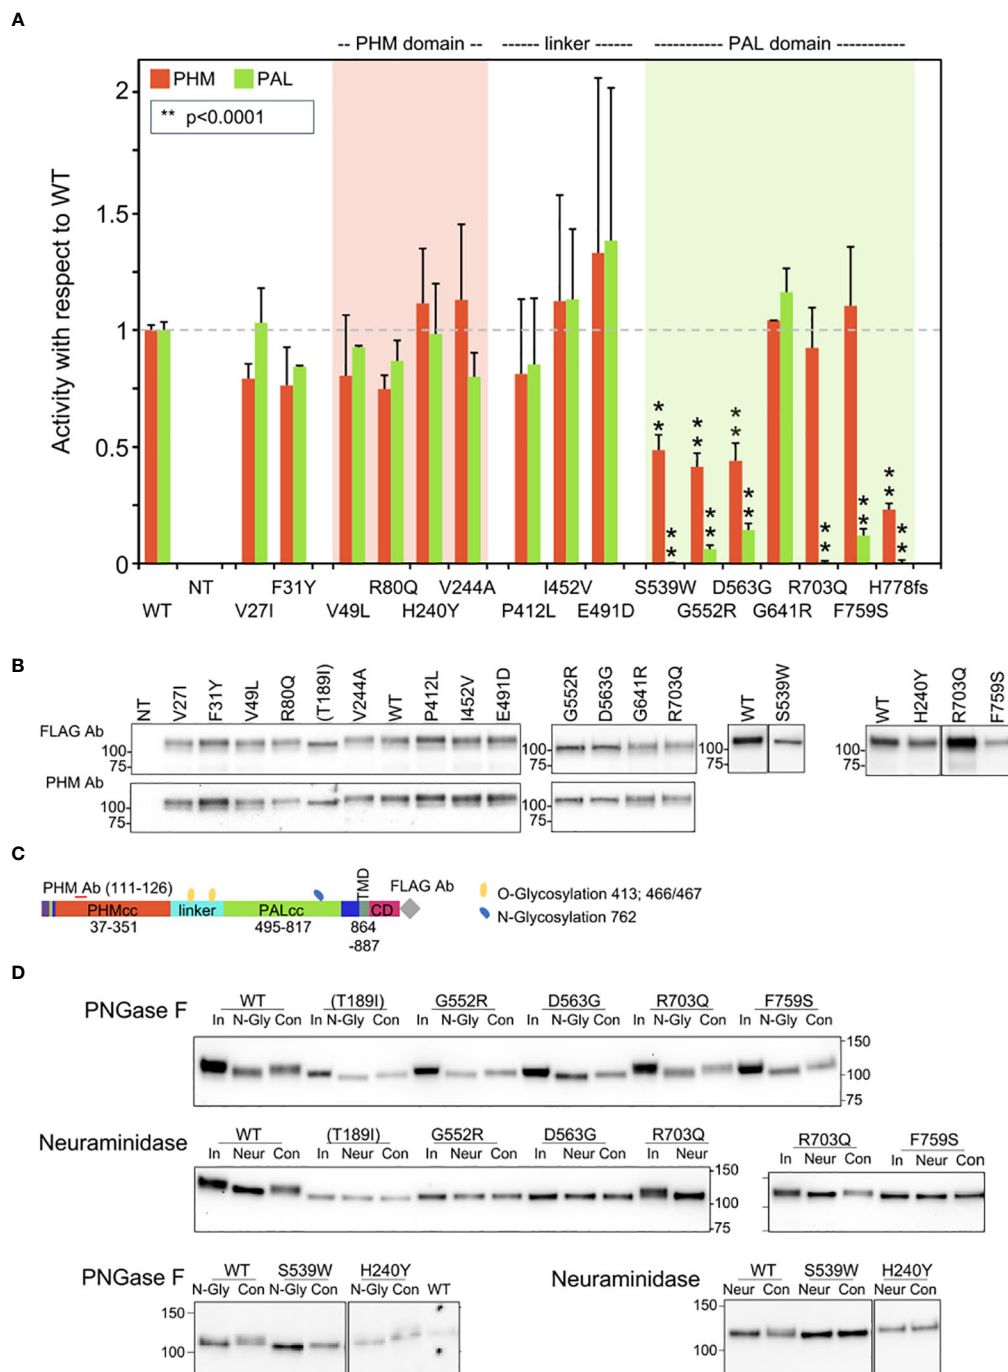 A
-- PHM domain --
------ linker ------
----------- PAL domain -----------
PHM PAL
** p<0.0001
Activity with respect to WT
2
1.5
1
0.5
0
** ** ** ** ** ** ** ** ** **
NT F31Y R80Q V244A I452V S539W D563G R703Q H778fs
WT V27I V49L H240Y P412L E491D G552R G641R F759S
B
NT V27I F31Y V49L R80Q (T189I) V244A WT P412L I452V E491D
G552R D563G G641R R703Q
WT S539W
WT H240Y R703Q F759S
FLAG Ab
100-
75-
100-
75-
100-
75-
100-
75-
PHM Ab
100-
75-
100-
75-
C
PHM Ab (111-126)
TMD
FLAG Ab
PHMcc linker PALcc CD
37-351 495-817 864
-887
O-Glycosylation 413; 466/467
N-Glycosylation 762
D
PNGase F
WT (T189I) G552R D563G R703Q F759S
In N-Gly Con In N-Gly Con In N-Gly Con In N-Gly Con In N-Gly Con In N-Gly Con
-150
-100
-75
Neuraminidase
WT (T189I) G552R D563G R703Q
In Neur Con In Neur Con In Neur Con In Neur Con In Neur
-150
-100
-75
R703Q F759S
In Neur Con In Neur Con
PNGase F
WT S539W H240Y
N-Gly Con N-Gly Con N-Gly Con WT
150-
100-
Neuraminidase
WT S539W H240Y
Neur Con Neur Con Neur Con
150-
100-